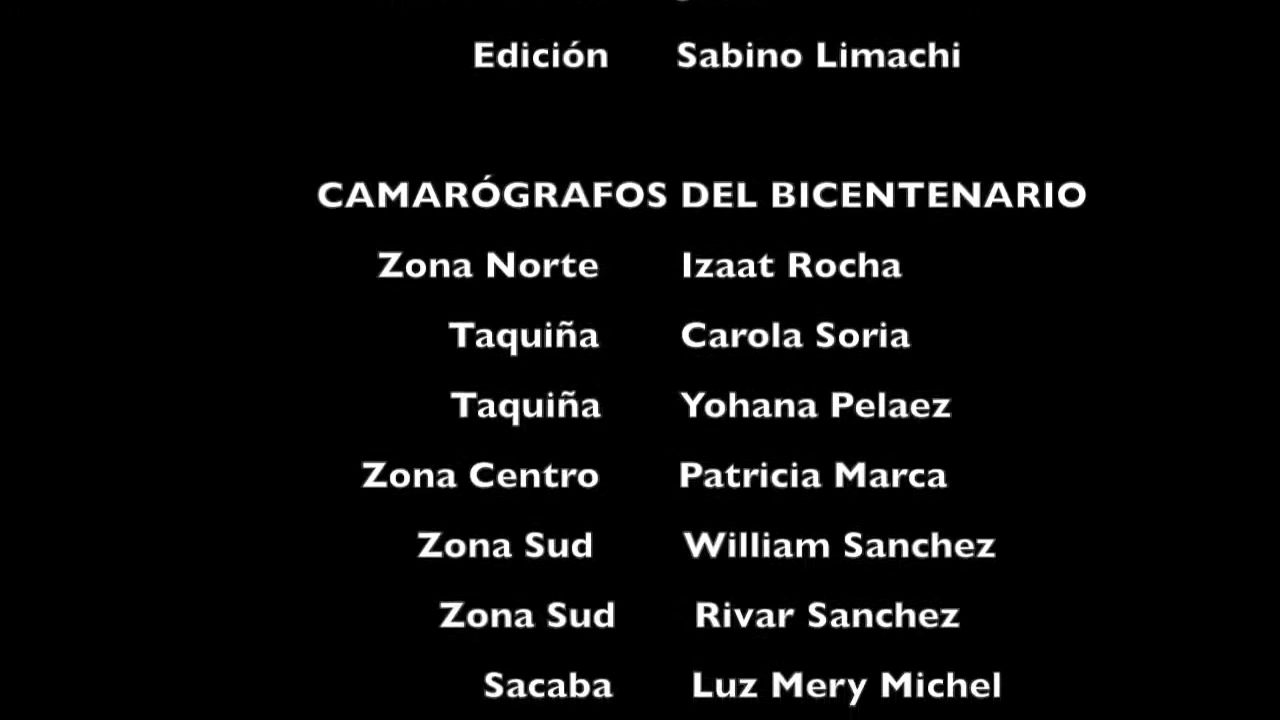 Edición Sabino Limachi
CAMARÓGRAFOS DEL BICENTENARIO
Zona Norte Izaat Rocha
Taquiña Carola Soria
Taquiña Yohana Pelaez
Zona Centro Patricia Marca
Zona Sud William Sanchez
Zona Sud Rivar Sanchez
Sacaba Luz Mery Michel